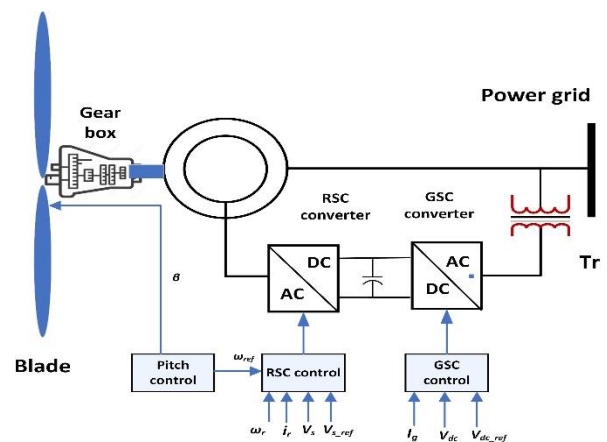 Power grid
Gear
box
RSC
converter
GSC
converter
DC
AC
AC
DC
Tr
β
Blade
Pitch
control
ω_ref
RSC control
GSC
control
ω_r
i_r
V_s
V_s_ref
I_g
V_dc
V_dc_ref